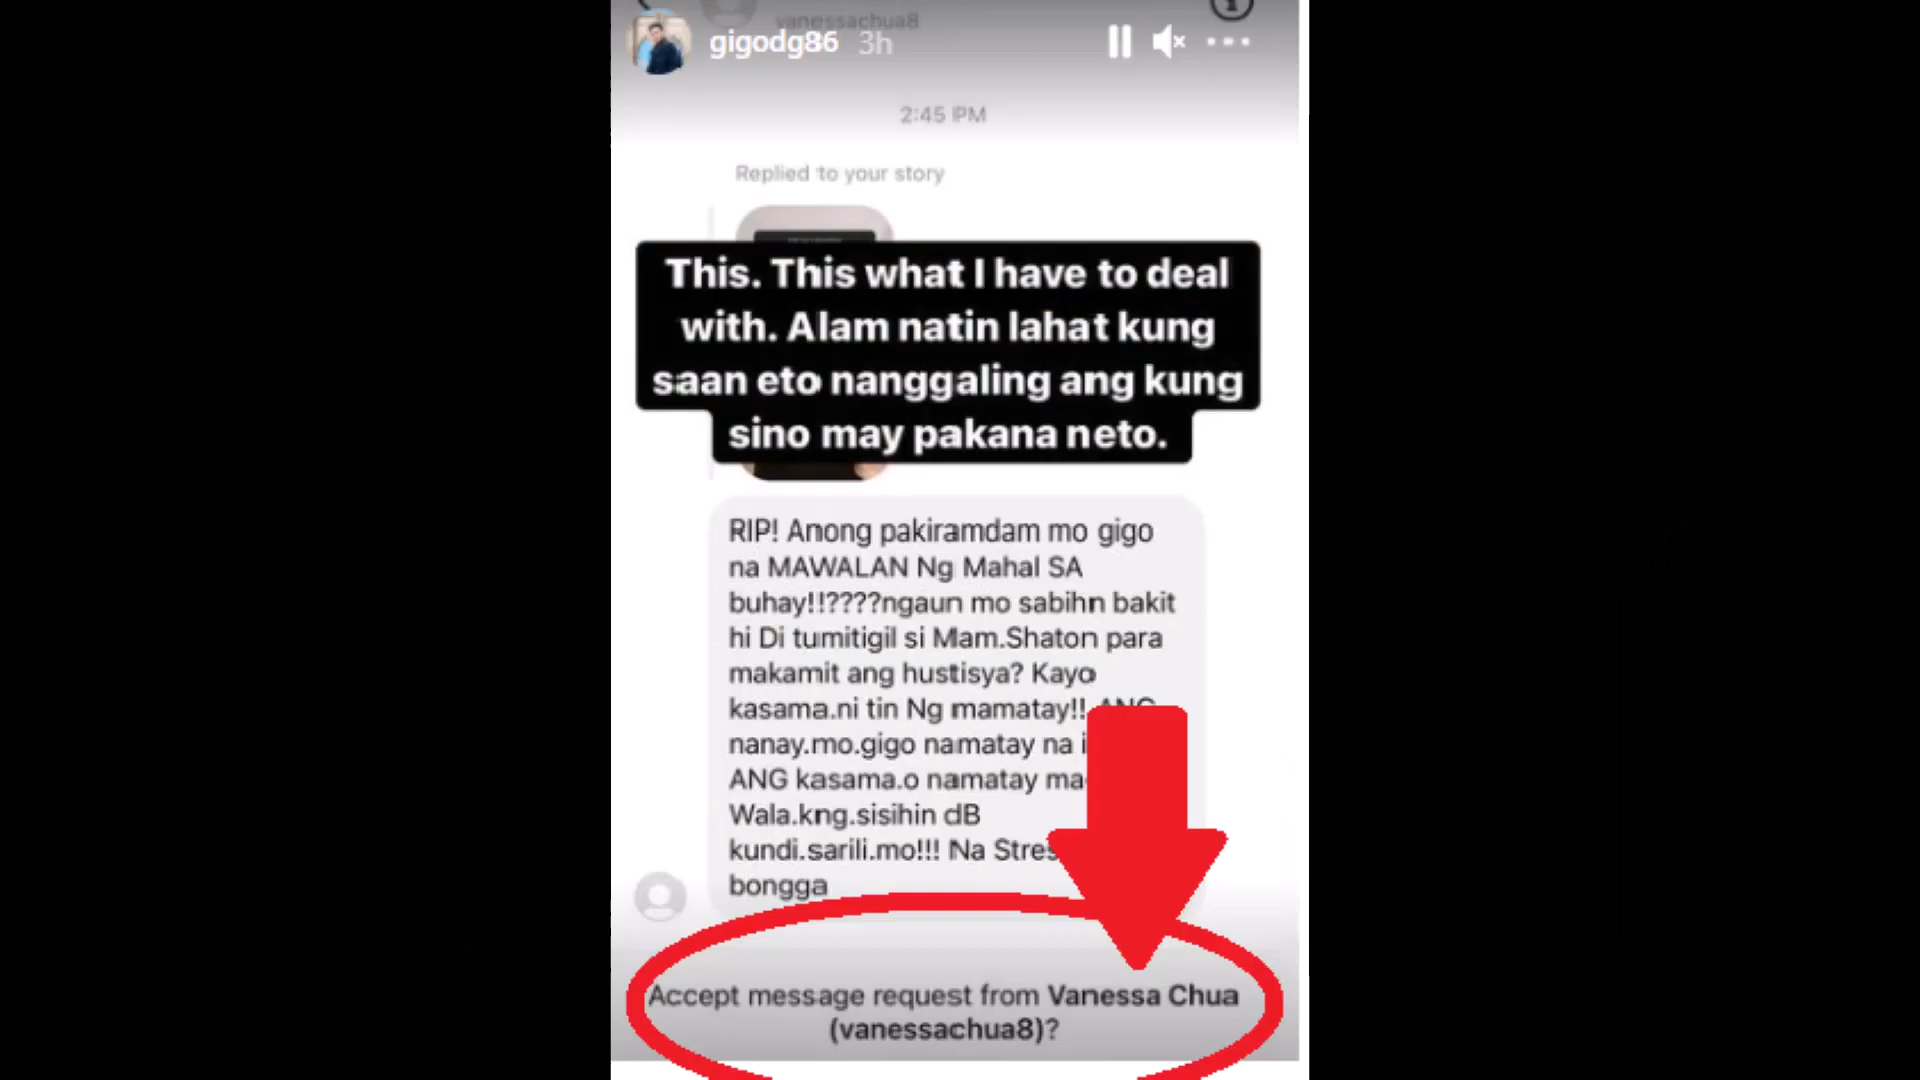 vanessachua8
gigodg86 3h
2:45 PM
Replied to your story
This. This what I have to deal
with. Alam natin lahat kung
saan eto nanggaling ang kung
sino may pakana neto.
RIP! Anong pakiramdam mo gigo
na MAWALAN Ng Mahal SA
buhay!!????ngaun mo sabihn bakit
hi Di tumitigil si Mam.Shaton para
makamit ang hustisya? Kayo
kasama.ni tin Ng mamatay!! ANG
nanay.mo.gigo namatay na
ANG kasama.o namatay
Wala.kng.sisihin dB
kundi.sarili.mo!!! Na
bongga
Accept message request from Vanessa Chua
(vanessachua8)?